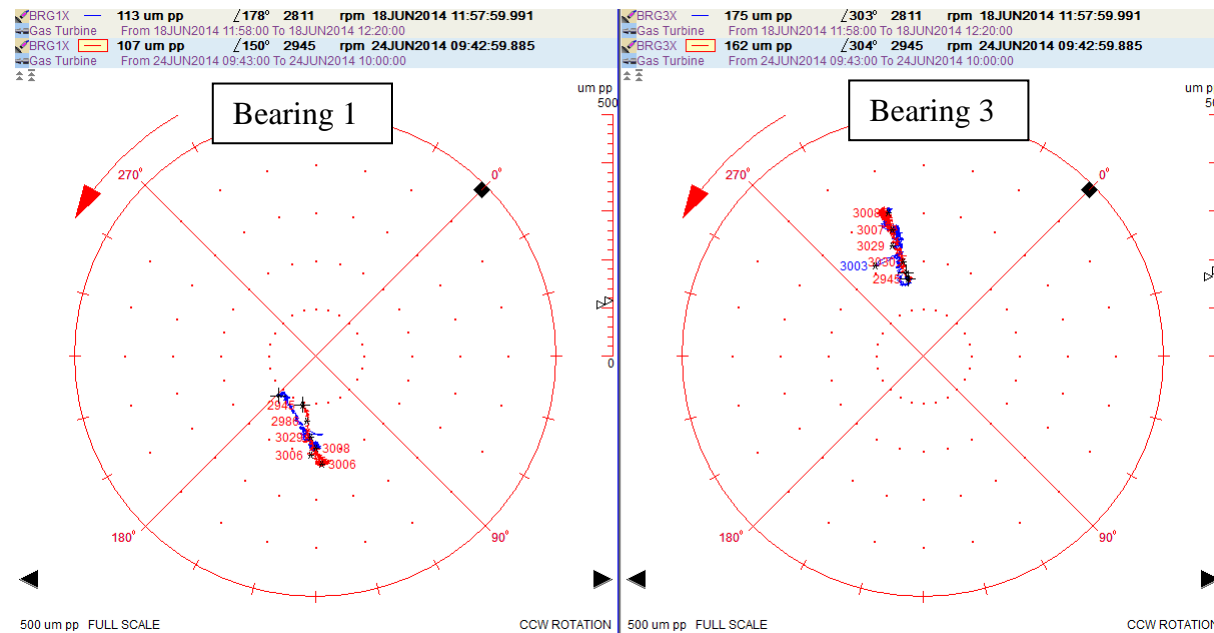 BRG1X — 113 um pp ∠178° 2811 rpm 18JUN2014 11:57:59.991
Gas Turbine From 18JUN2014 11:58:00 To 18JUN2014 12:20:00
BRG1X — 107 um pp ∠150° 2945 rpm 24JUN2014 09:42:59.885
Gas Turbine From 24JUN2014 09:43:00 To 24JUN2014 10:00:00
um pp
500
Bearing 1
270°
0°
2945
2986
3029
3008
3006
3006
0
180°
90°
500 um pp FULL SCALE
CCW ROTATION
BRG3X — 175 um pp ∠303° 2811 rpm 18JUN2014 11:57:59.991
Gas Turbine From 18JUN2014 11:58:00 To 18JUN2014 12:20:00
BRG3X — 162 um pp ∠304° 2945 rpm 24JUN2014 09:42:59.885
Gas Turbine From 24JUN2014 09:43:00 To 24JUN2014 10:00:00
um p
Bearing 3
270°
0°
3008
3007
3029
3003
2945
180°
90°
500 um pp FULL SCALE
CCW ROTATION